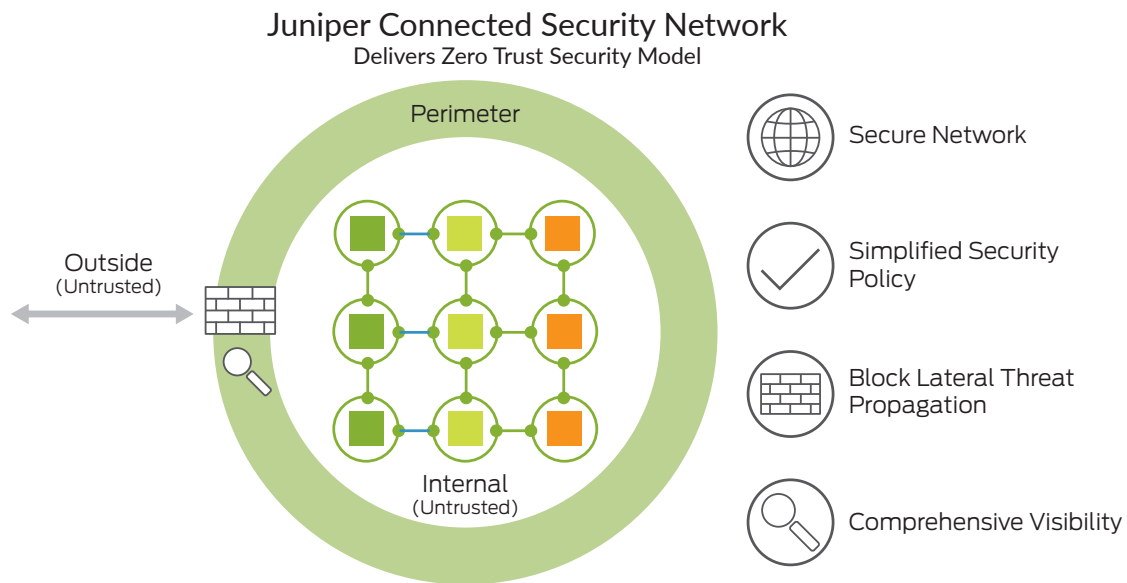 Juniper Connected Security Network
Delivers Zero Trust Security Model
Perimeter
Outside
(Untrusted)
Internal
(Untrusted)
Secure Network
Simplified Security
Policy
Block Lateral Threat
Propagation
Comprehensive Visibility